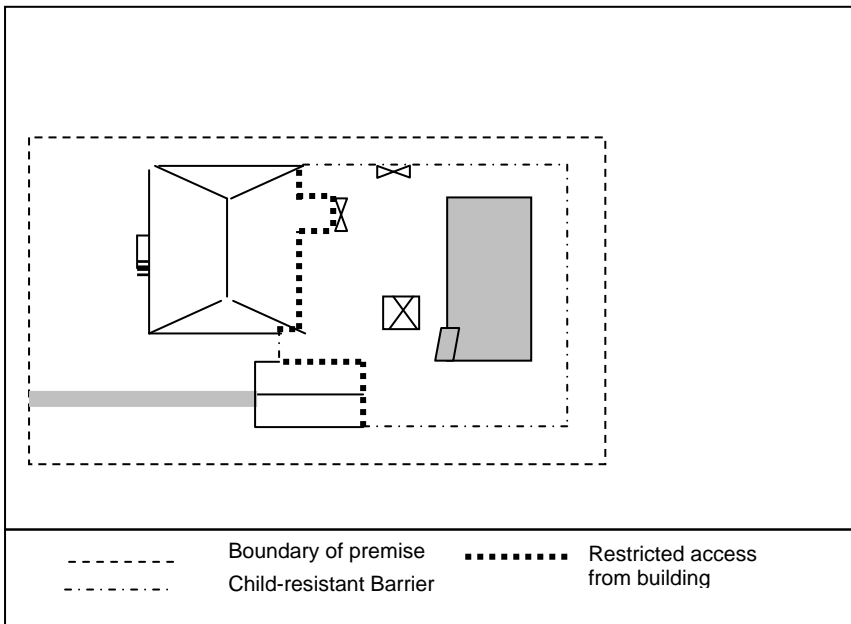 Boundary of premise
Child-resistant Barrier
Restricted access
from building